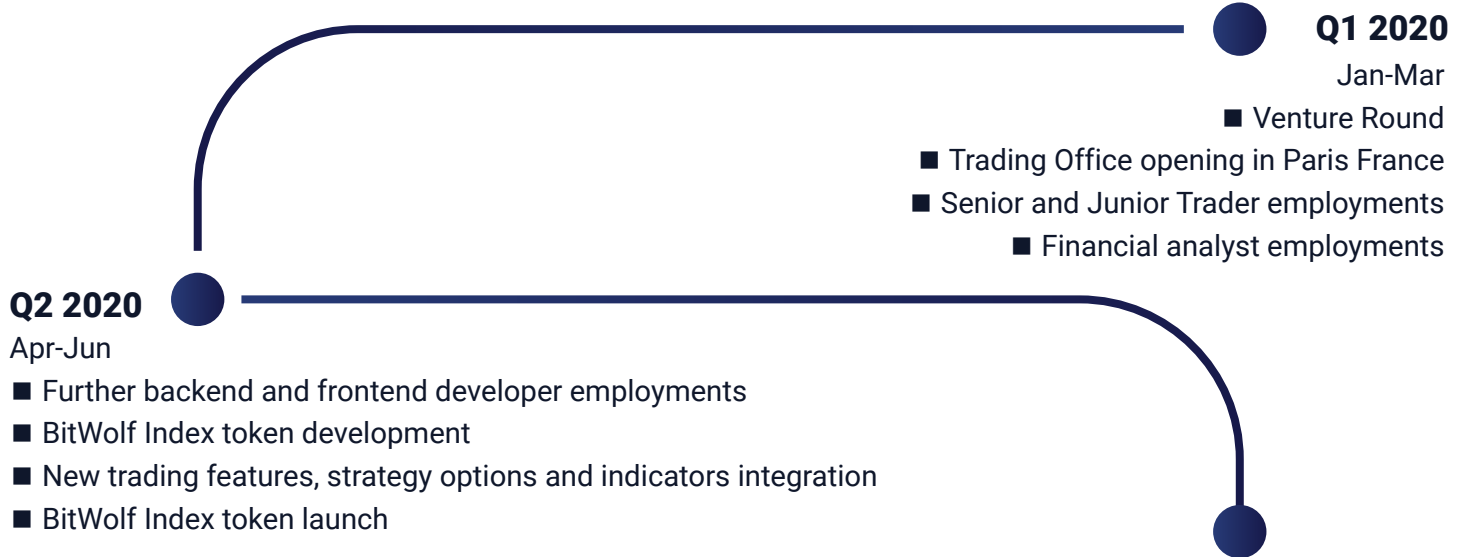 Q1 2020
Jan-Mar
■ Venture Round
■ Trading Office opening in Paris France
■ Senior and Junior Trader employments
■ Financial analyst employments
Q2 2020
Apr-Jun
■ Further backend and frontend developer employments
■ BitWolf Index token development
■ New trading features, strategy options and indicators integration
■ BitWolf Index token launch